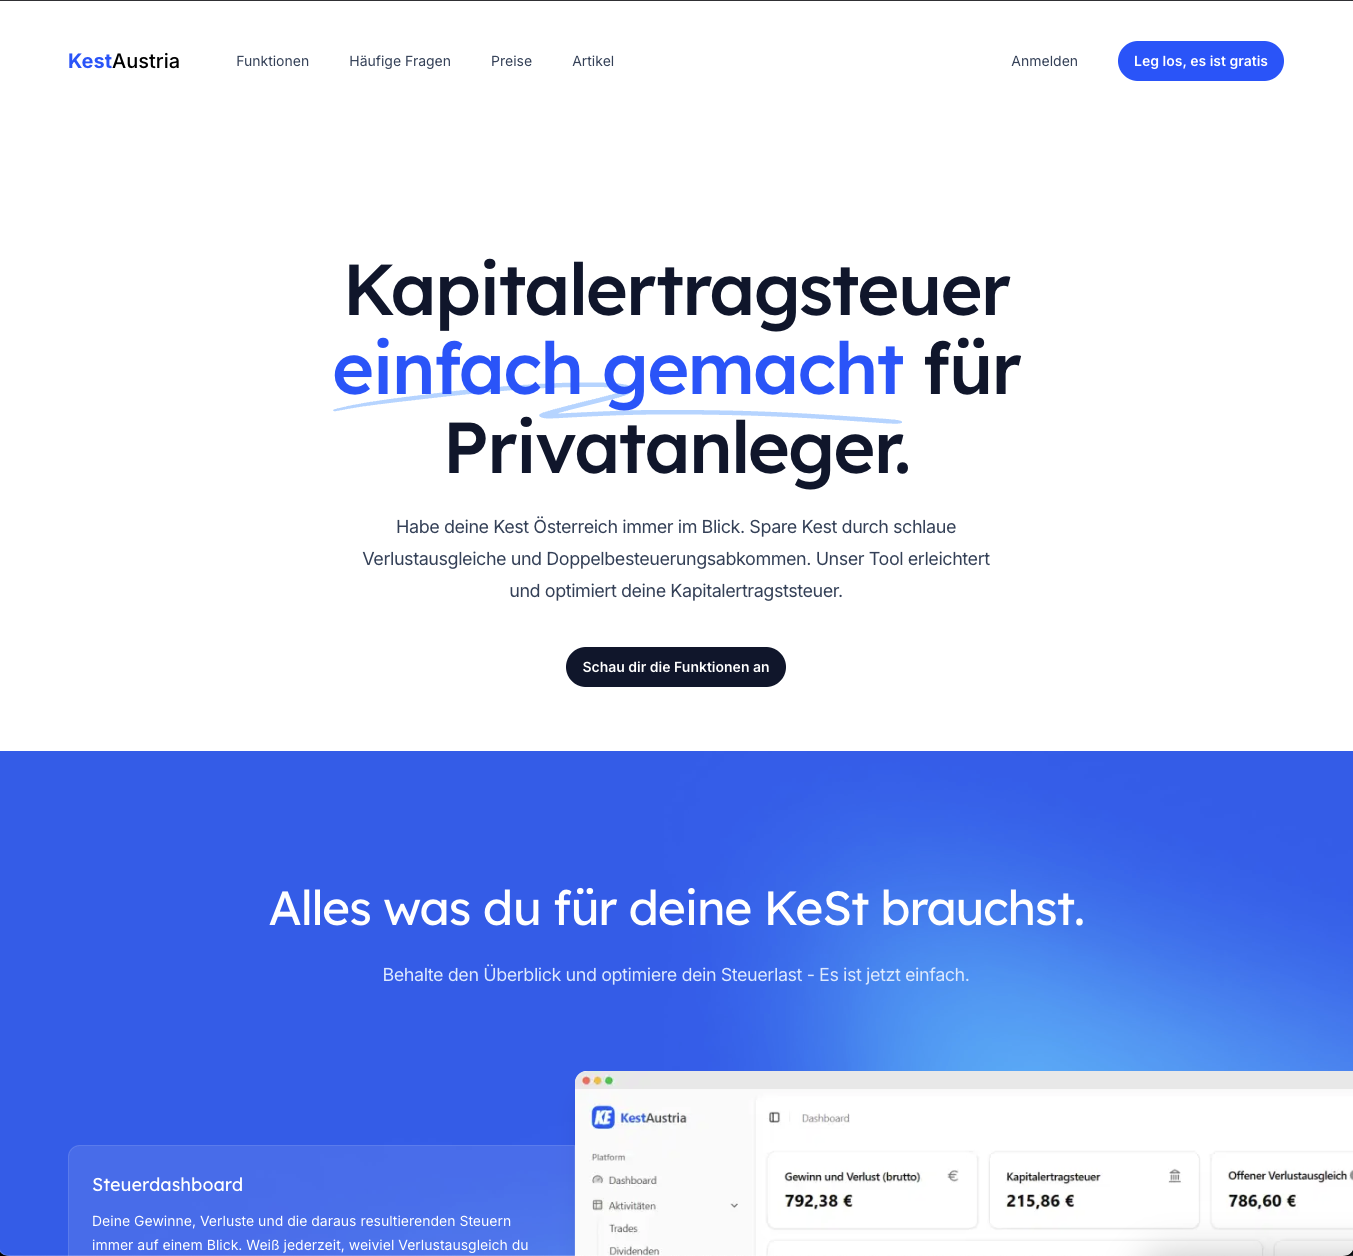 KestAustria
Funktionen
Häufige Fragen
Preise
Artikel
Anmelden
Leg los, es ist gratis
Kapitalertragsteuer
einfach gemacht für
Privatanleger.
Habe deine Kest Österreich immer im Blick. Spare Kest durch schlaue
Verlustausgleiche und Doppelbesteuerungsabkommen. Unser Tool erleichtert
und optimiert deine Kapitalertragststeuer.
Schau dir die Funktionen an
Alles was du für deine KeSt brauchst.
Behalte den Überblick und optimiere dein Steuerlast - Es ist jetzt einfach.
Steuerdashboard
Deine Gewinne, Verluste und die daraus resultierenden Steuern
immer auf einem Blick. Weiß jederzeit, weiviel Verlustausgleich du
KE KestAustria
Platform
Dashboard
Aktivitäten
Trades
Dividenden
Dashboard
Gewinn und Verlust (brutto) €
792,38 €
Kapitalertragsteuer
215,86 €
Offener Verlustausgleich
786,60 €